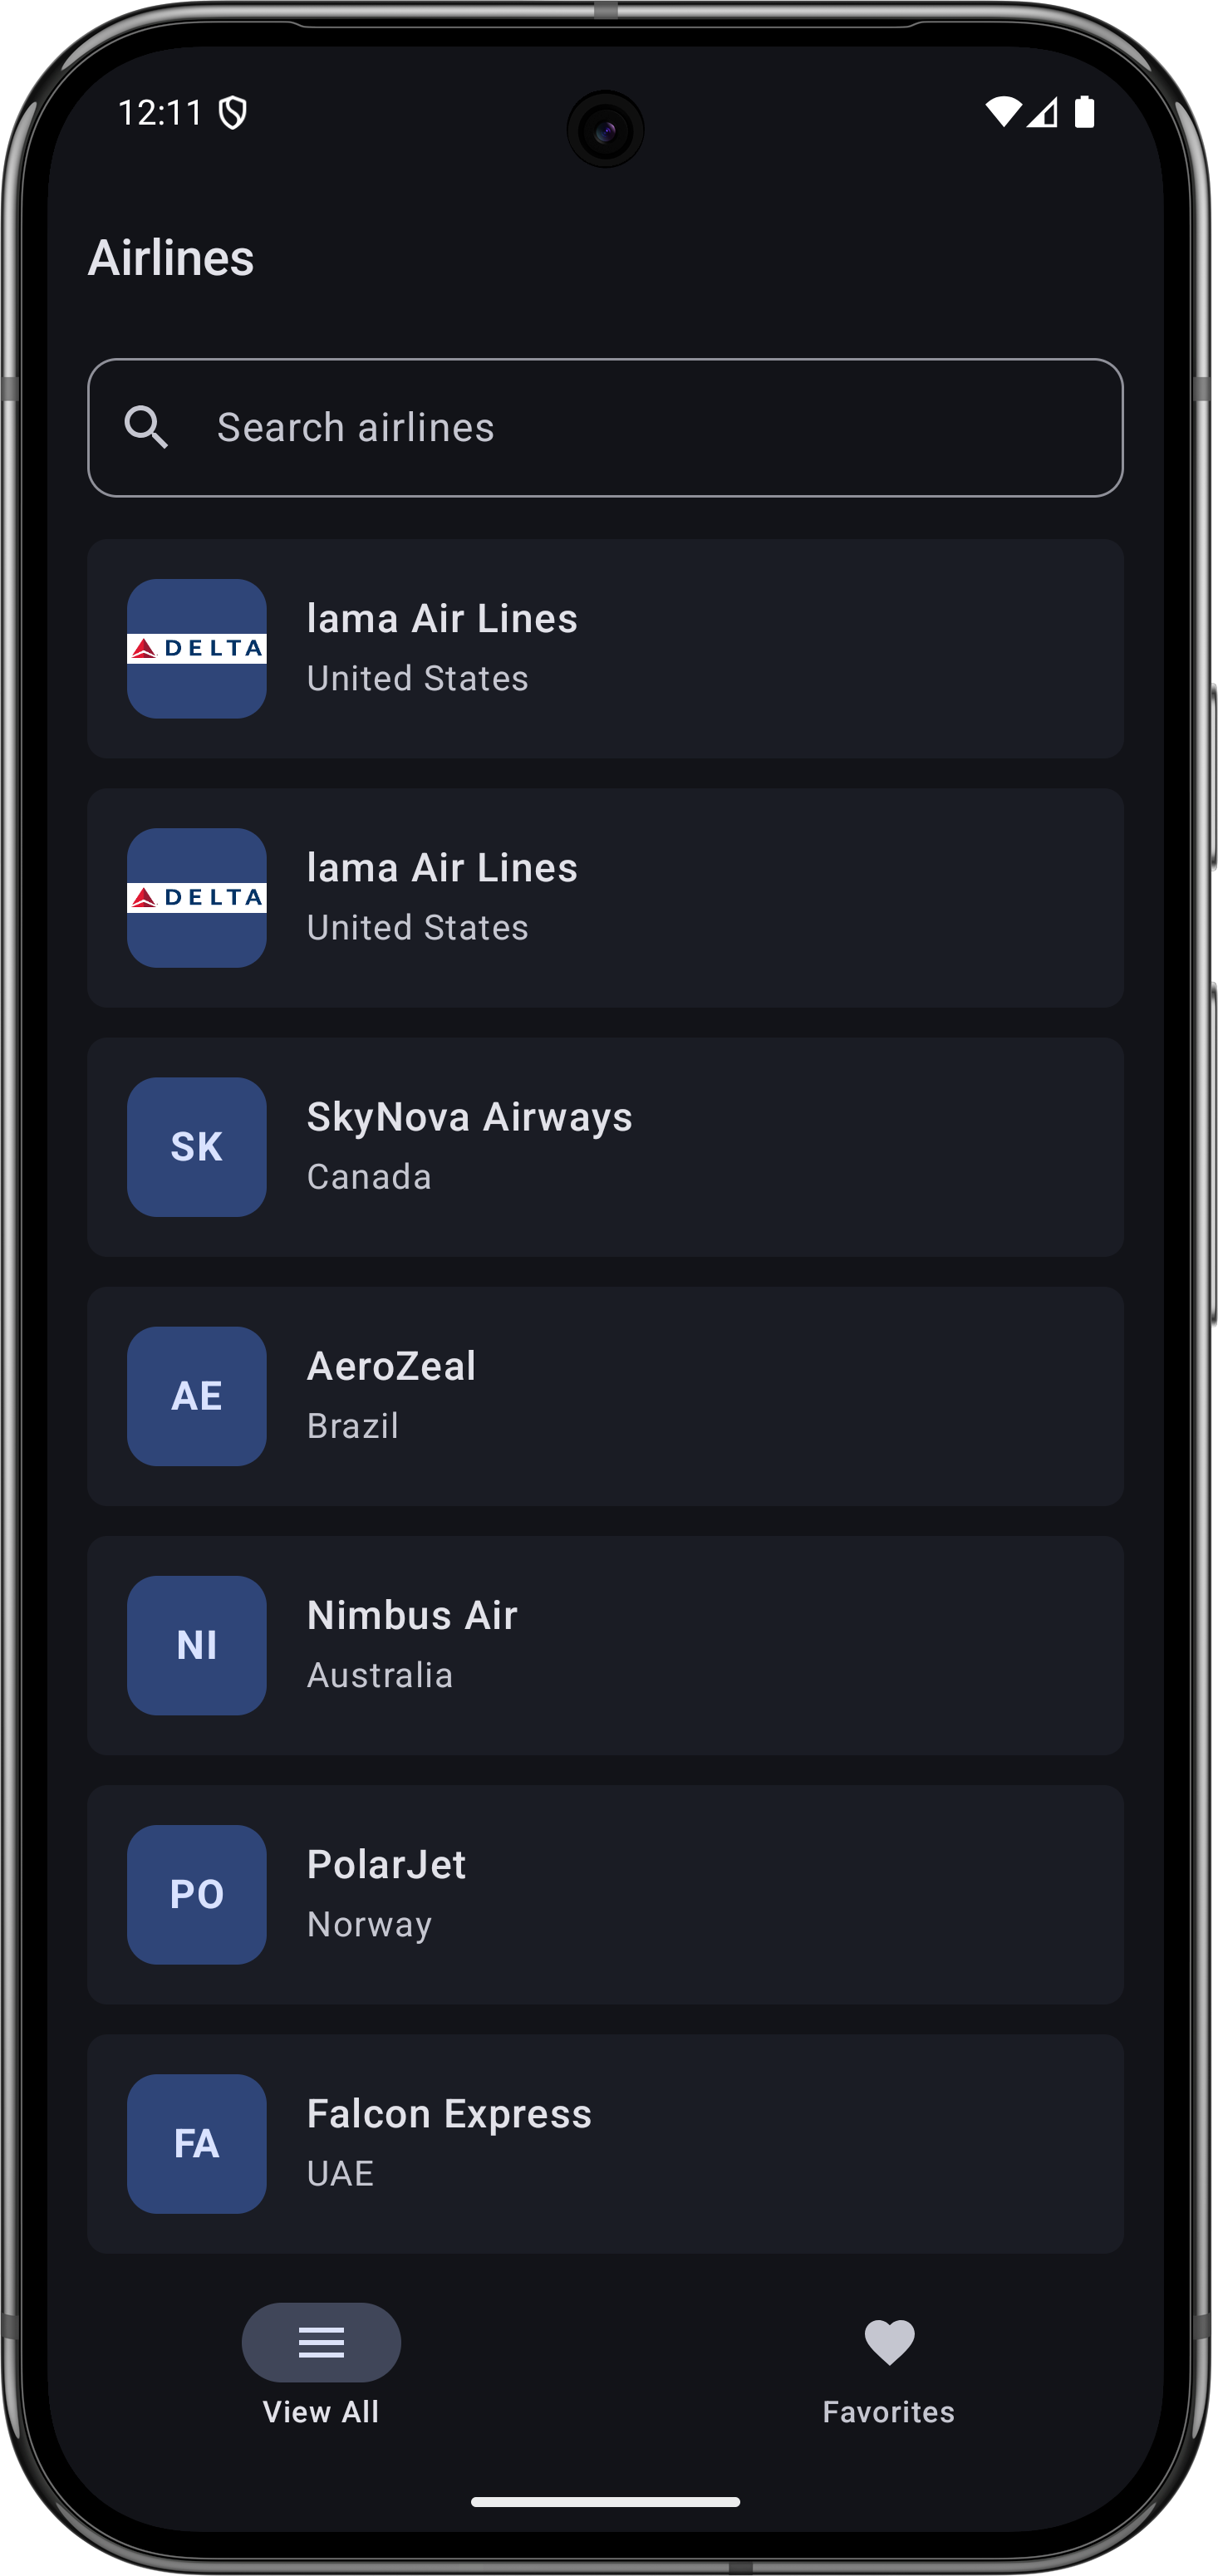 12:11
Airlines
Search airlines
DELTA
lama Air Lines
United States
DELTA
lama Air Lines
United States
SK
SkyNova Airways
Canada
AE
AeroZeal
Brazil
NI
Nimbus Air
Australia
PO
PolarJet
Norway
FA
Falcon Express
UAE
View All
Favorites